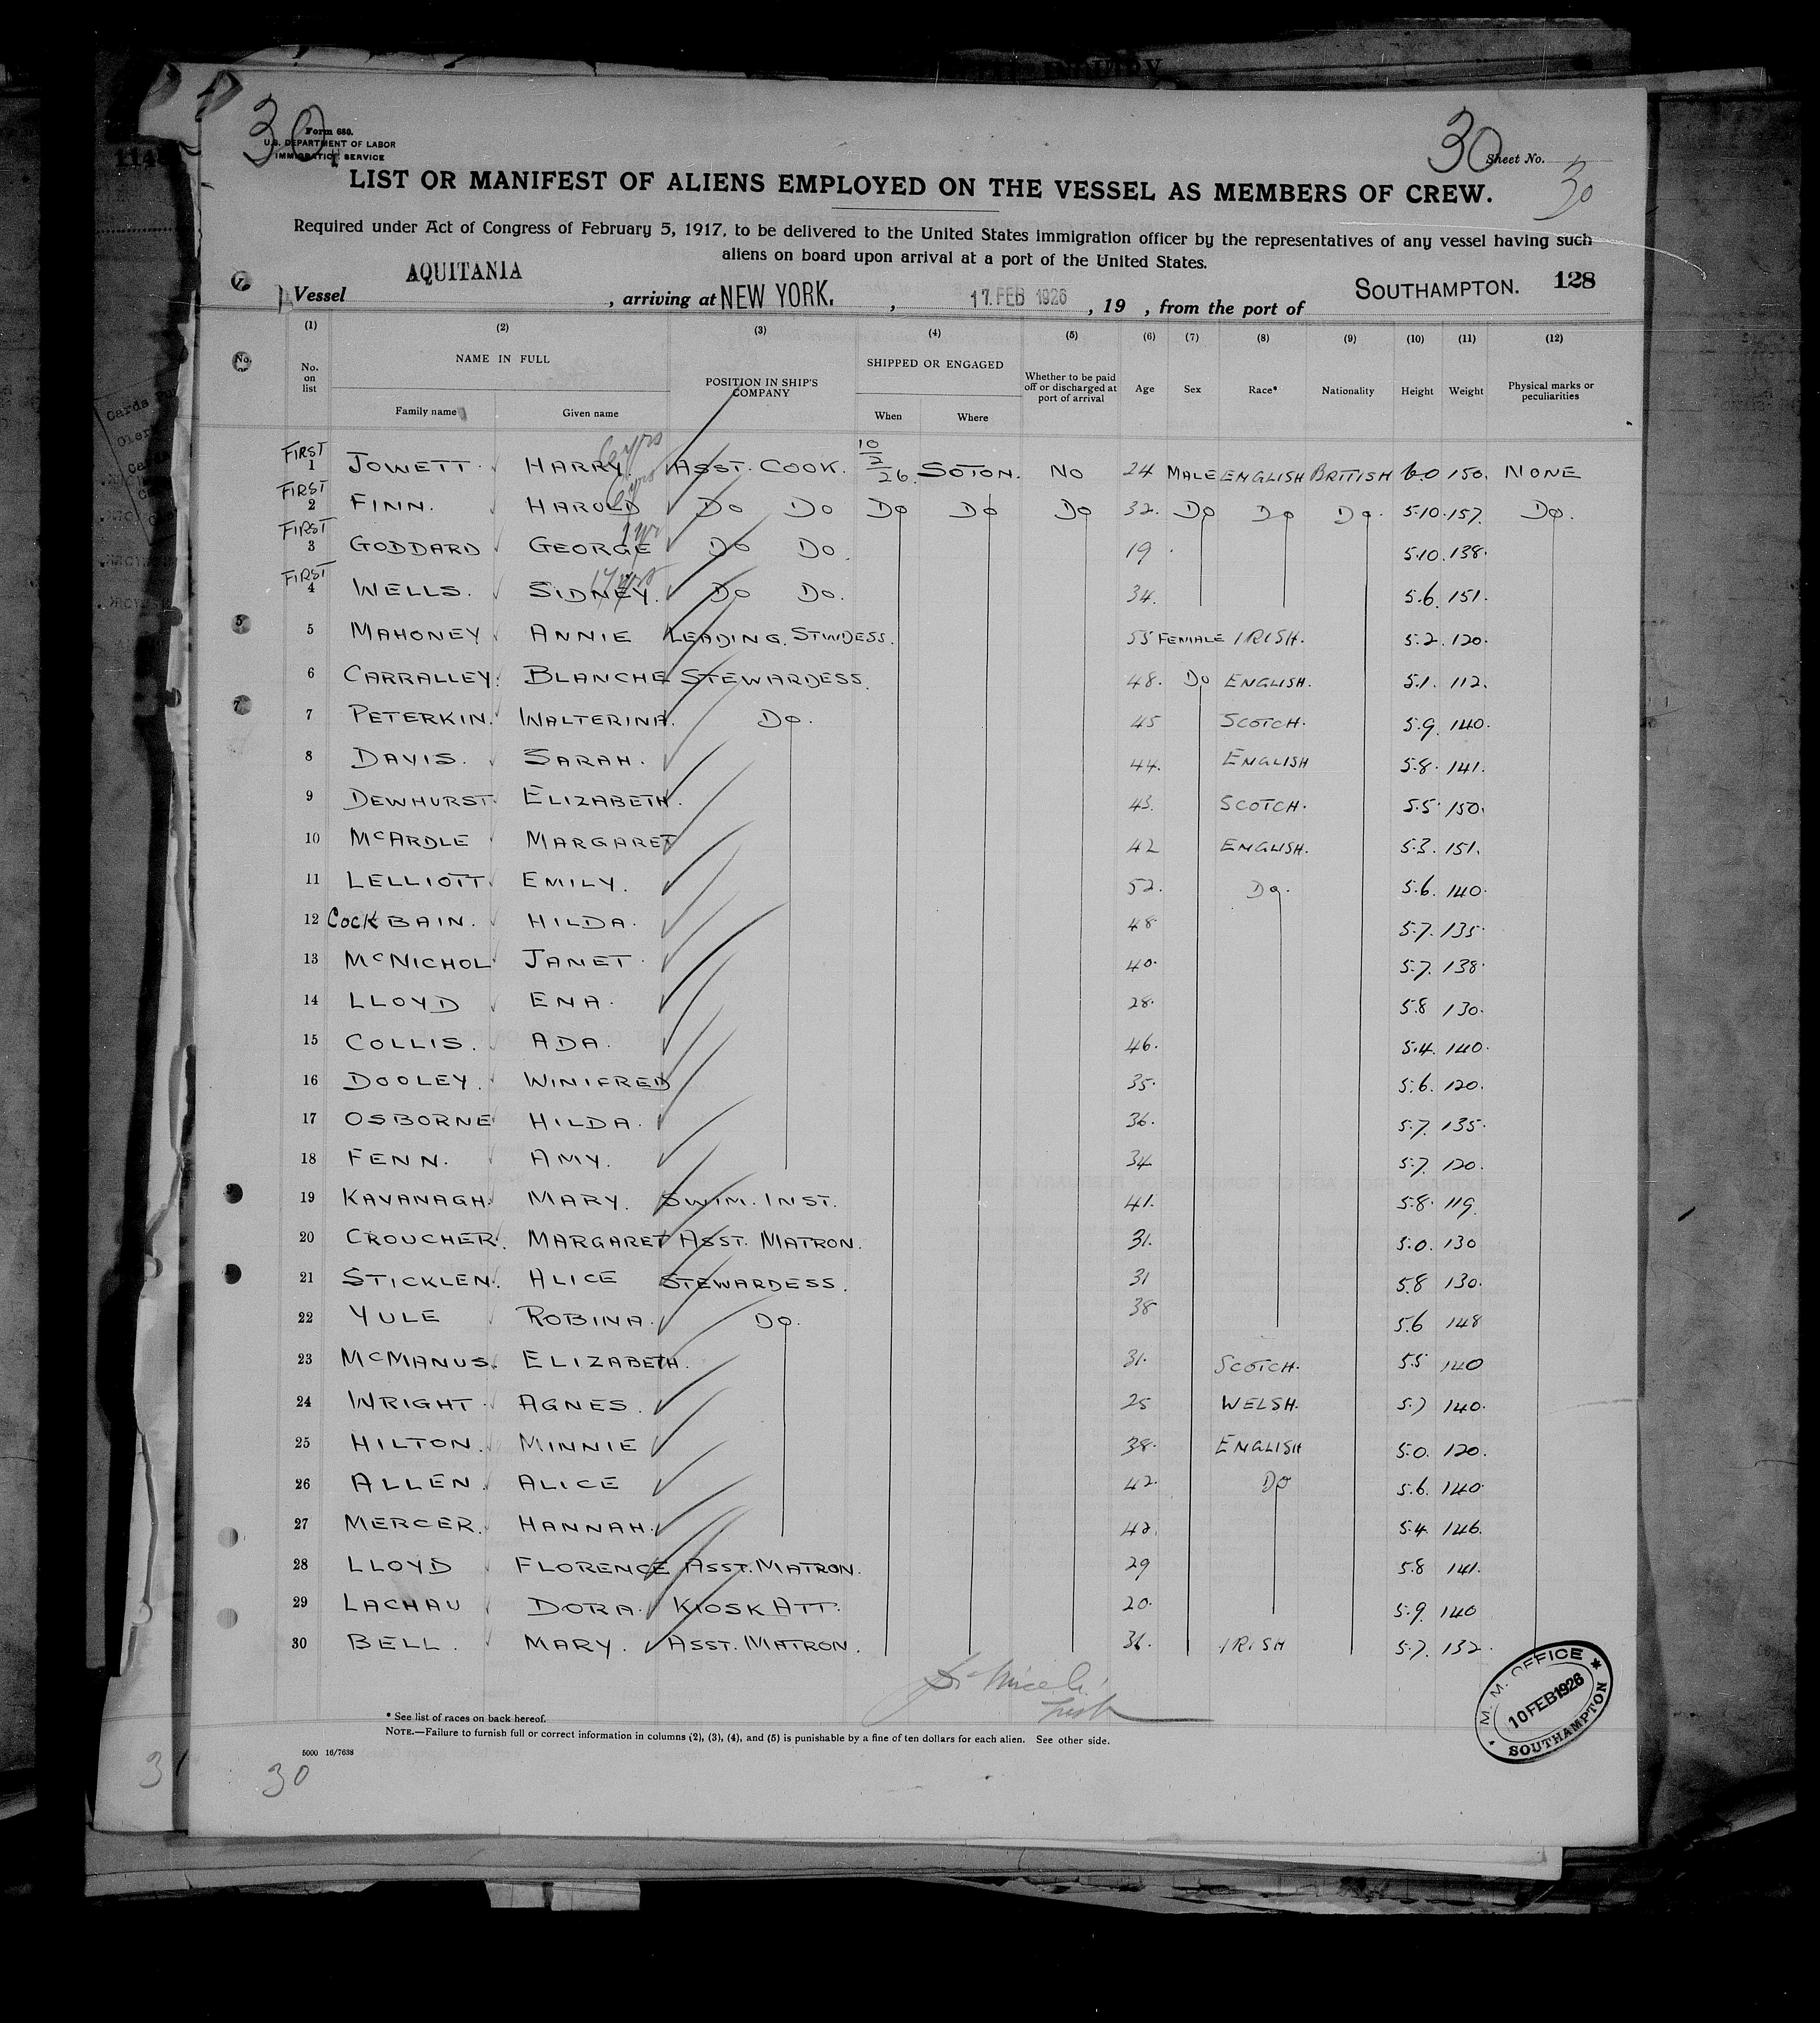 30
Form 680.
U.S. DEPARTMENT OF LABOR
IMMIGRATION SERVICE
30
Sheet No. 30
LIST OR MANIFEST OF ALIENS EMPLOYED ON THE VESSEL AS MEMBERS OF CREW.
Required under Act of Congress of February 5, 1917, to be delivered to the United States immigration officer by the representatives of any vessel having such
aliens on board upon arrival at a port of the United States.
Vessel AQUITANIA, arriving at NEW YORK., 17 FEB 1926, 19 , from the port of SOUTHAMPTON. 128
(1) (2) (3) (4) (5) (6) (7) (8) (9) (10) (11) (12)
No. on list NAME IN FULL POSITION IN SHIP'S COMPANY SHIPPED OR ENGAGED Whether to be paid off or discharged at port of arrival Age Sex Race* Nationality Height Weight Physical marks or peculiarities
Family name Given name When Where
FIRST 1 JOWETT. HARRY. 6 yrs ASST. COOK. 10/2/26. SOTON. NO 24 MALE ENGLISH BRITISH 6.0 150. NONE
FIRST 2 FINN. HAROLD DO DO DO DO DO 32. DO DO DO. 5.10. 157. DO.
FIRST 3 GODDARD GEORGE 1 yr DO DO. 19. 5.10. 138.
FIRST 4 WELLS. SIDNEY. 17 yrs DO DO. 34. 5.6. 151.
5 MAHONEY ANNIE LEADING. STWDESS. 55 FEMALE IRISH. 5.2. 120.
6 CARRALLEY. BLANCHE STEWARDESS. 48. DO ENGLISH. 5.1. 112.
7 PETERKIN. WALTERINA. DO. 45 SCOTCH. 5.9. 140.
8 DAVIS. SARAH. 44. ENGLISH 5.8. 141.
9 DEWHURST. ELIZABETH. 43. SCOTCH. 5.5. 150.
10 McARDLE MARGARET 42 ENGLISH. 5.3. 151.
11 LELLIOTT. EMILY. 52. DO. 5.6. 140.
12 COCKBAIN. HILDA. 48 5.7. 135.
13 McNICHOL JANET. 40. 5.7. 138.
14 LLOYD ENA. 28. 5.8 130.
15 COLLIS. ADA. 46. 5.4. 140.
16 DOOLEY. WINIFRED 35. 5.6. 120.
17 OSBORNE HILDA. 36. 5.7. 135.
18 FENN. AMY. 34 5.7. 120.
19 KAVANAGH. MARY. SWIM. INST. 41. 5.8. 119.
20 CROUCHER. MARGARET ASST. MATRON. 31. 5.0. 130
21 STICKLEN. ALICE STEWARDESS. 31 5.8 130.
22 YULE ROBINA. DO. 38 5.6 148
23 McMANUS. ELIZABETH. 31. SCOTCH. 5.5 140
24 WRIGHT. AGNES. 25 WELSH. 5.7 140.
25 HILTON. MINNIE 38. ENGLISH 5.0. 120.
26 ALLEN. ALICE 42. DO 5.6. 140.
27 MERCER. HANNAH. 42. 5.4. 146.
28 LLOYD FLORENCE ASST. MATRON. 29 5.8 141.
29 LACHAU DORA. KIOSK ATT. 20. 5.9. 140
30 BELL. MARY. ASST. MATRON. 36. IRISH 5.7. 132.
* See list of races on back hereof.
NOTE.—Failure to furnish full or correct information in columns (2), (3), (4), and (5) is punishable by a fine of ten dollars for each alien. See other side.
5000 16/7638
30
31
M. M. OFFICE
10 FEB 1926
SOUTHAMPTON